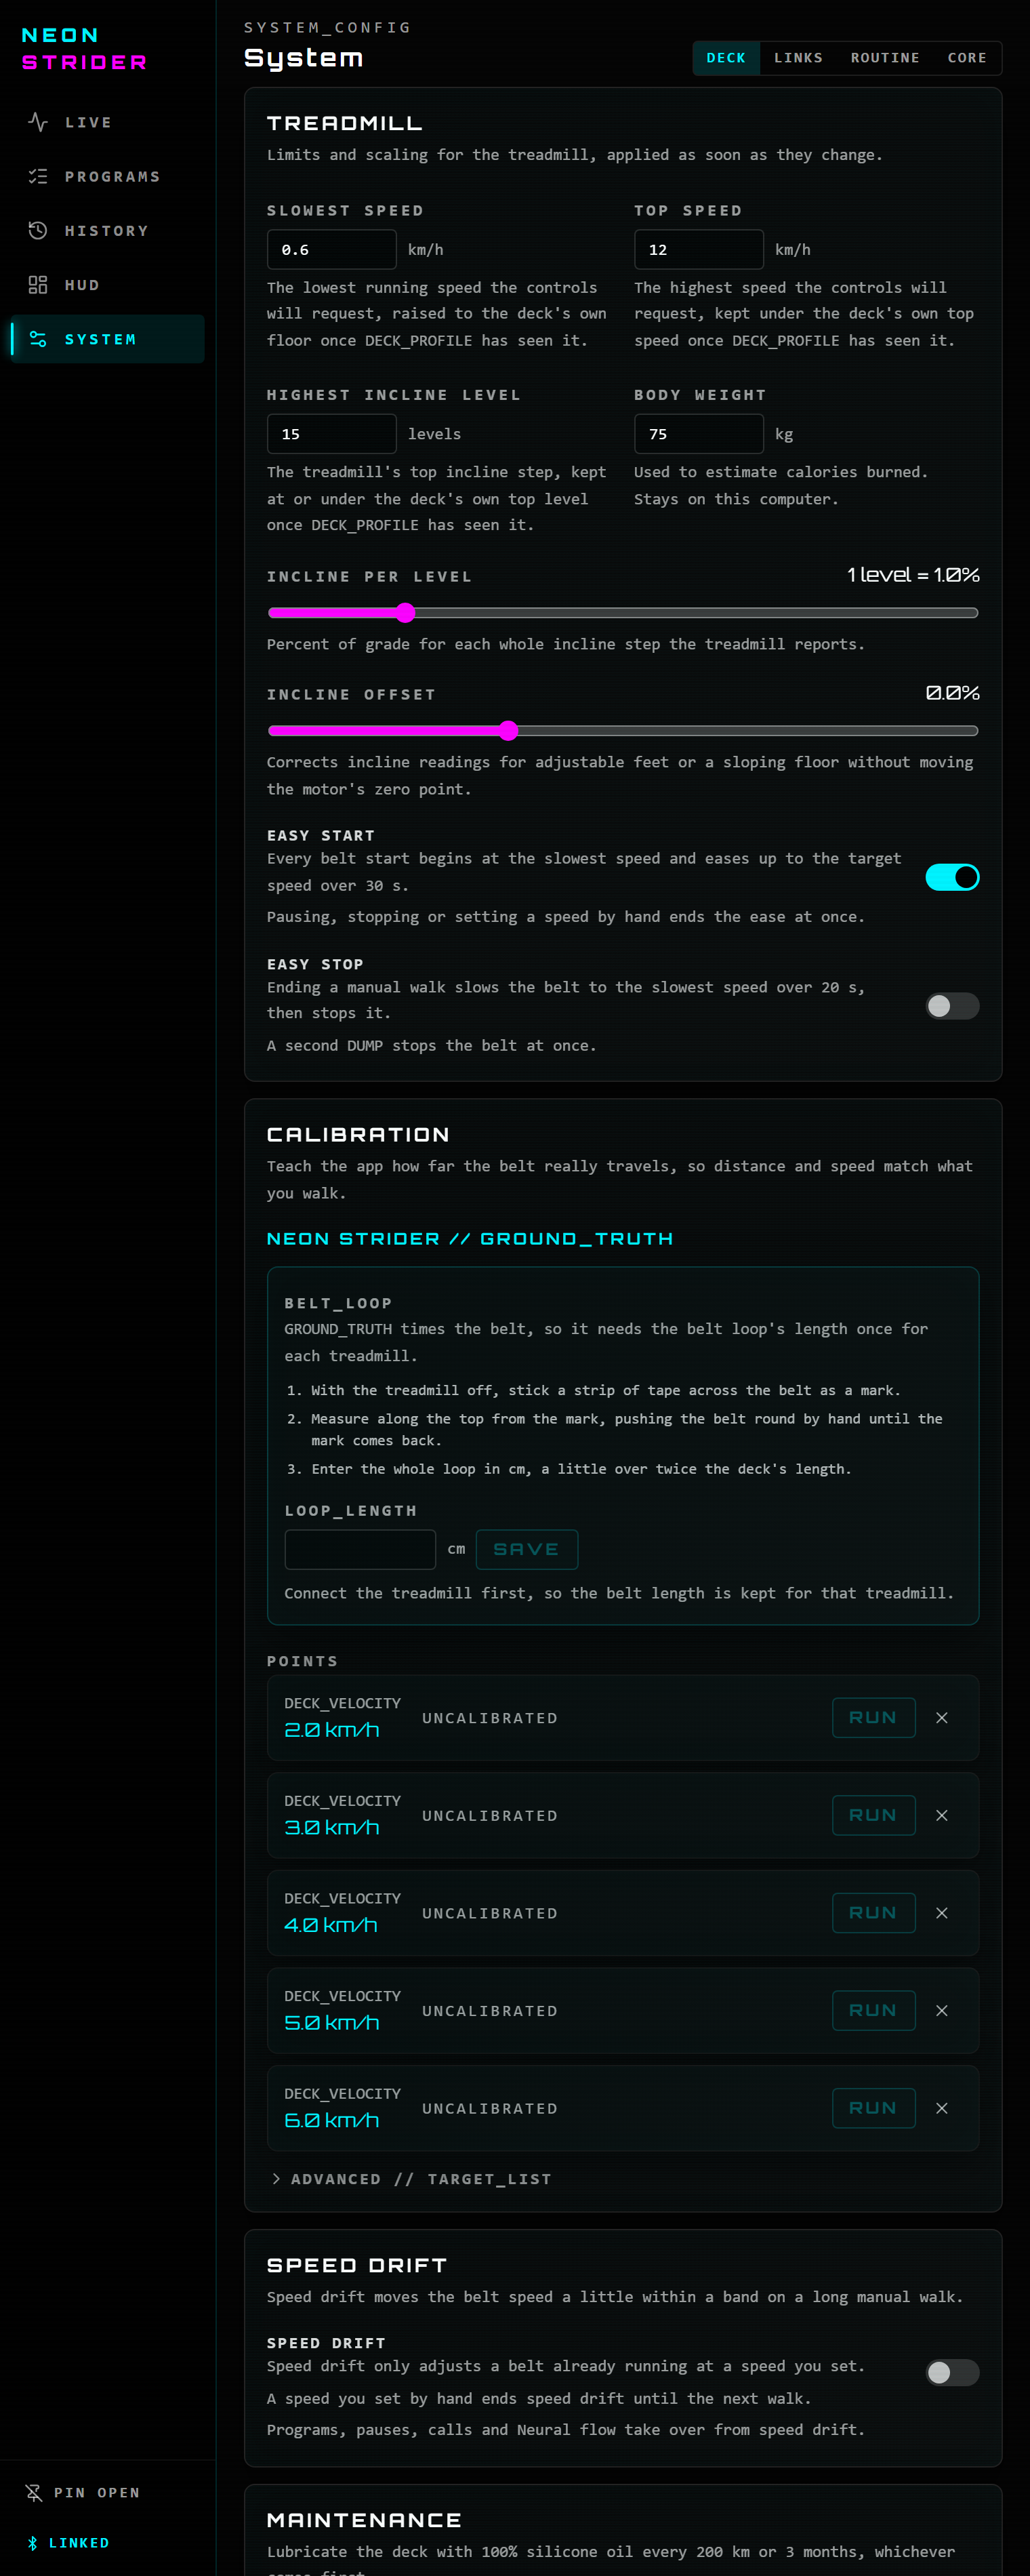 NEON
STRIDER
LIVE
PROGRAMS
HISTORY
HUD
SYSTEM
PIN OPEN
LINKED
SYSTEM_CONFIG
System
DECK LINKS ROUTINE CORE
TREADMILL
Limits and scaling for the treadmill, applied as soon as they change.
SLOWEST SPEED
0.6 km/h
The lowest running speed the controls
will request, raised to the deck's own
floor once DECK_PROFILE has seen it.
TOP SPEED
12 km/h
The highest speed the controls will
request, kept under the deck's own top
speed once DECK_PROFILE has seen it.
HIGHEST INCLINE LEVEL
15 levels
The treadmill's top incline step, kept
at or under the deck's own top level
once DECK_PROFILE has seen it.
BODY WEIGHT
75 kg
Used to estimate calories burned.
Stays on this computer.
INCLINE PER LEVEL 1 level = 1.0%
Percent of grade for each whole incline step the treadmill reports.
INCLINE OFFSET 0.0%
Corrects incline readings for adjustable feet or a sloping floor without moving
the motor's zero point.
EASY START
Every belt start begins at the slowest speed and eases up to the target
speed over 30 s.
Pausing, stopping or setting a speed by hand ends the ease at once.
EASY STOP
Ending a manual walk slows the belt to the slowest speed over 20 s,
then stops it.
A second DUMP stops the belt at once.
CALIBRATION
Teach the app how far the belt really travels, so distance and speed match what
you walk.
NEON STRIDER // GROUND_TRUTH
BELT_LOOP
GROUND_TRUTH times the belt, so it needs the belt loop's length once for
each treadmill.
1. With the treadmill off, stick a strip of tape across the belt as a mark.
2. Measure along the top from the mark, pushing the belt round by hand until the
mark comes back.
3. Enter the whole loop in cm, a little over twice the deck's length.
LOOP_LENGTH
cm SAVE
Connect the treadmill first, so the belt length is kept for that treadmill.
POINTS
DECK_VELOCITY
2.0 km/h UNCALIBRATED RUN
DECK_VELOCITY
3.0 km/h UNCALIBRATED RUN
DECK_VELOCITY
4.0 km/h UNCALIBRATED RUN
DECK_VELOCITY
5.0 km/h UNCALIBRATED RUN
DECK_VELOCITY
6.0 km/h UNCALIBRATED RUN
ADVANCED // TARGET_LIST
SPEED DRIFT
Speed drift moves the belt speed a little within a band on a long manual walk.
SPEED DRIFT
Speed drift only adjusts a belt already running at a speed you set.
A speed you set by hand ends speed drift until the next walk.
Programs, pauses, calls and Neural flow take over from speed drift.
MAINTENANCE
Lubricate the deck with 100% silicone oil every 200 km or 3 months, whichever